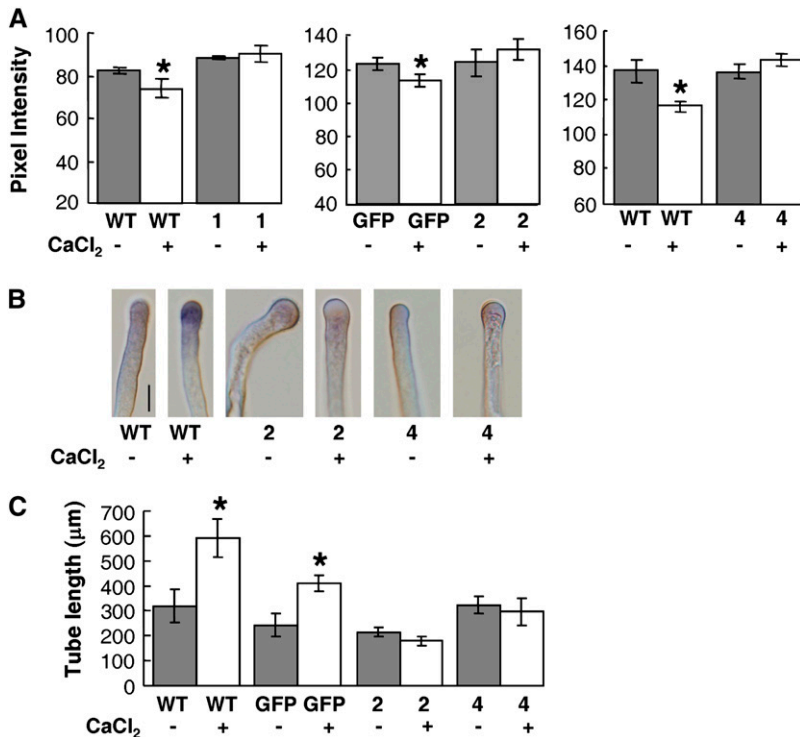 A
Pixel Intensity
100
80
60
40
20
WT WT 1 1
CaCl2 - + - +
140
120
100
80
60
40
GFP GFP 2 2
- + - +
160
140
120
100
80
60
WT WT 4 4
- + - +
*
*
*
B
WT WT 2 2 4 4
CaCl2 - + - + - +
C
Tube length (μm)
700
600
500
400
300
200
100
0
*
*
WT WT GFP GFP 2 2 4 4
CaCl2 - + - + - + - +